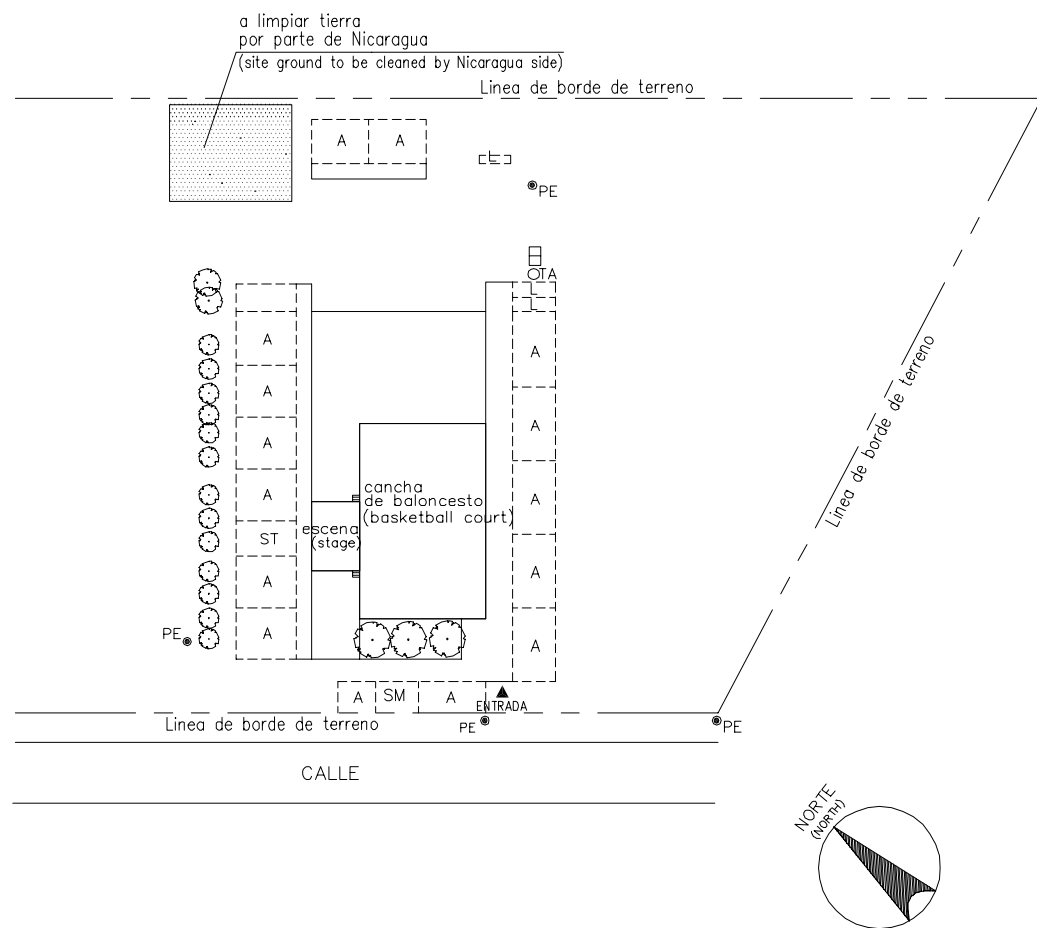 a limpiar tierra
por parte de Nicaragua
(site ground to be cleaned by Nicaragua side)
Linea de borde de terreno
A A
PE
TA
L
L
A
A
A
A
A
A
A
A
A
cancha
de baloncesto
(basketball court)
escena
(stage)
ST
A
A
A
A
PE
Linea de borde de terreno
A SM A
ENTRADA
Linea de borde de terreno
PE
PE
CALLE
NORTE
(NORTH)